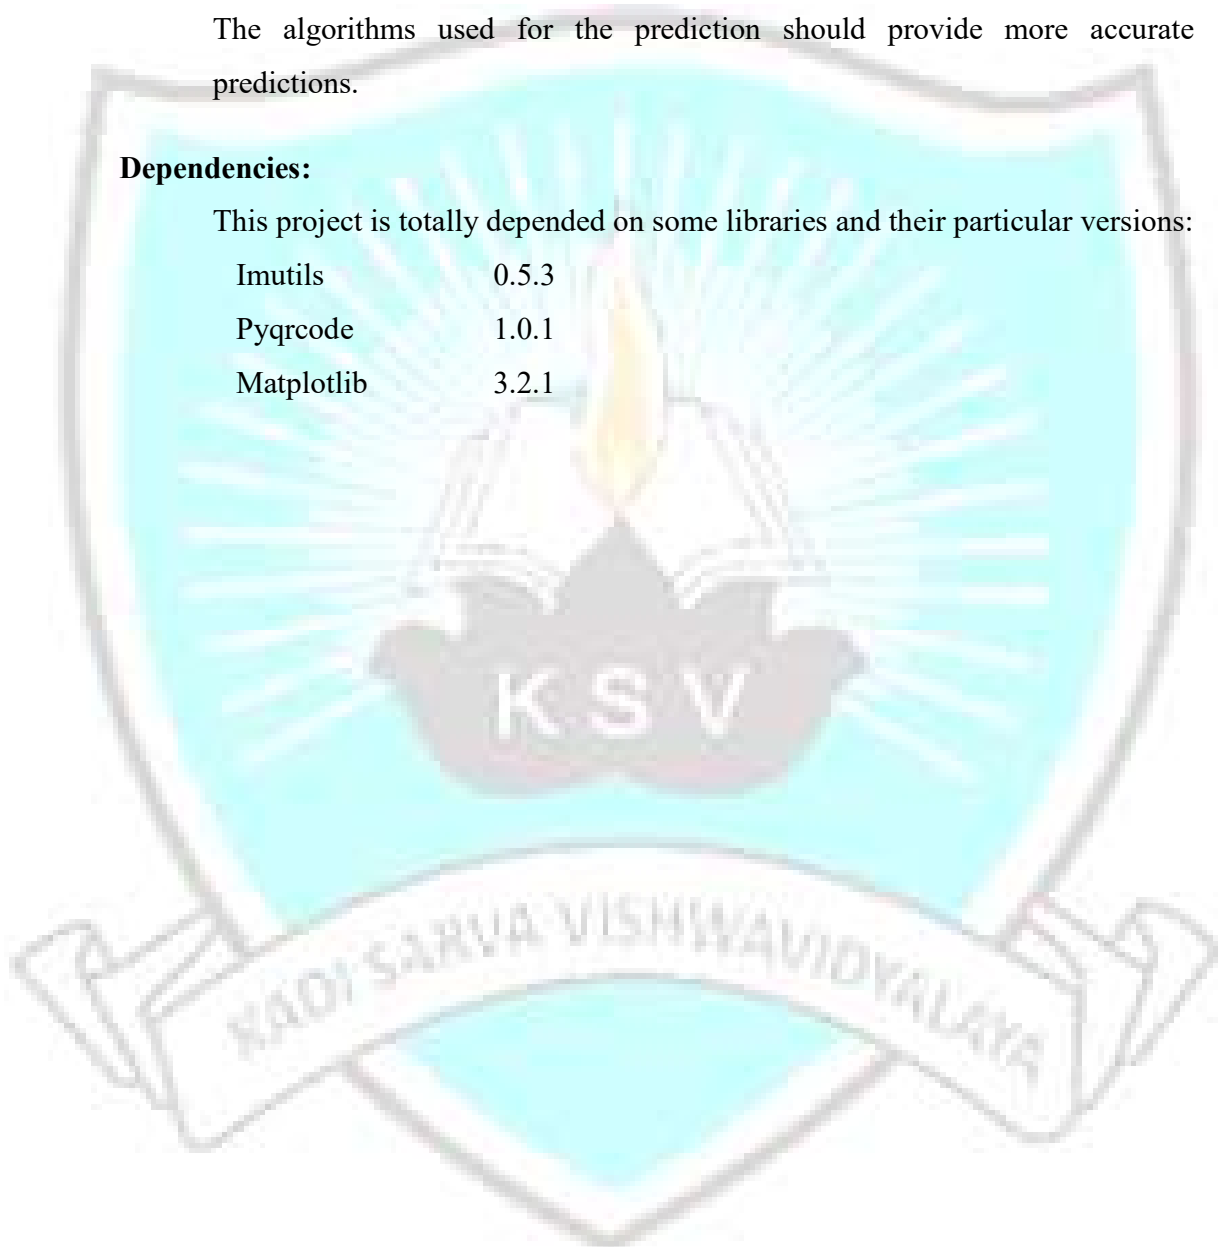 The algorithms used for the prediction should provide more accurate
predictions.
Dependencies:
This project is totally depended on some libraries and their particular versions:
Imutils 0.5.3
Pyqrcode 1.0.1
Matplotlib 3.2.1
K S V
KADI SARVA VISHWAVIDYALAYA